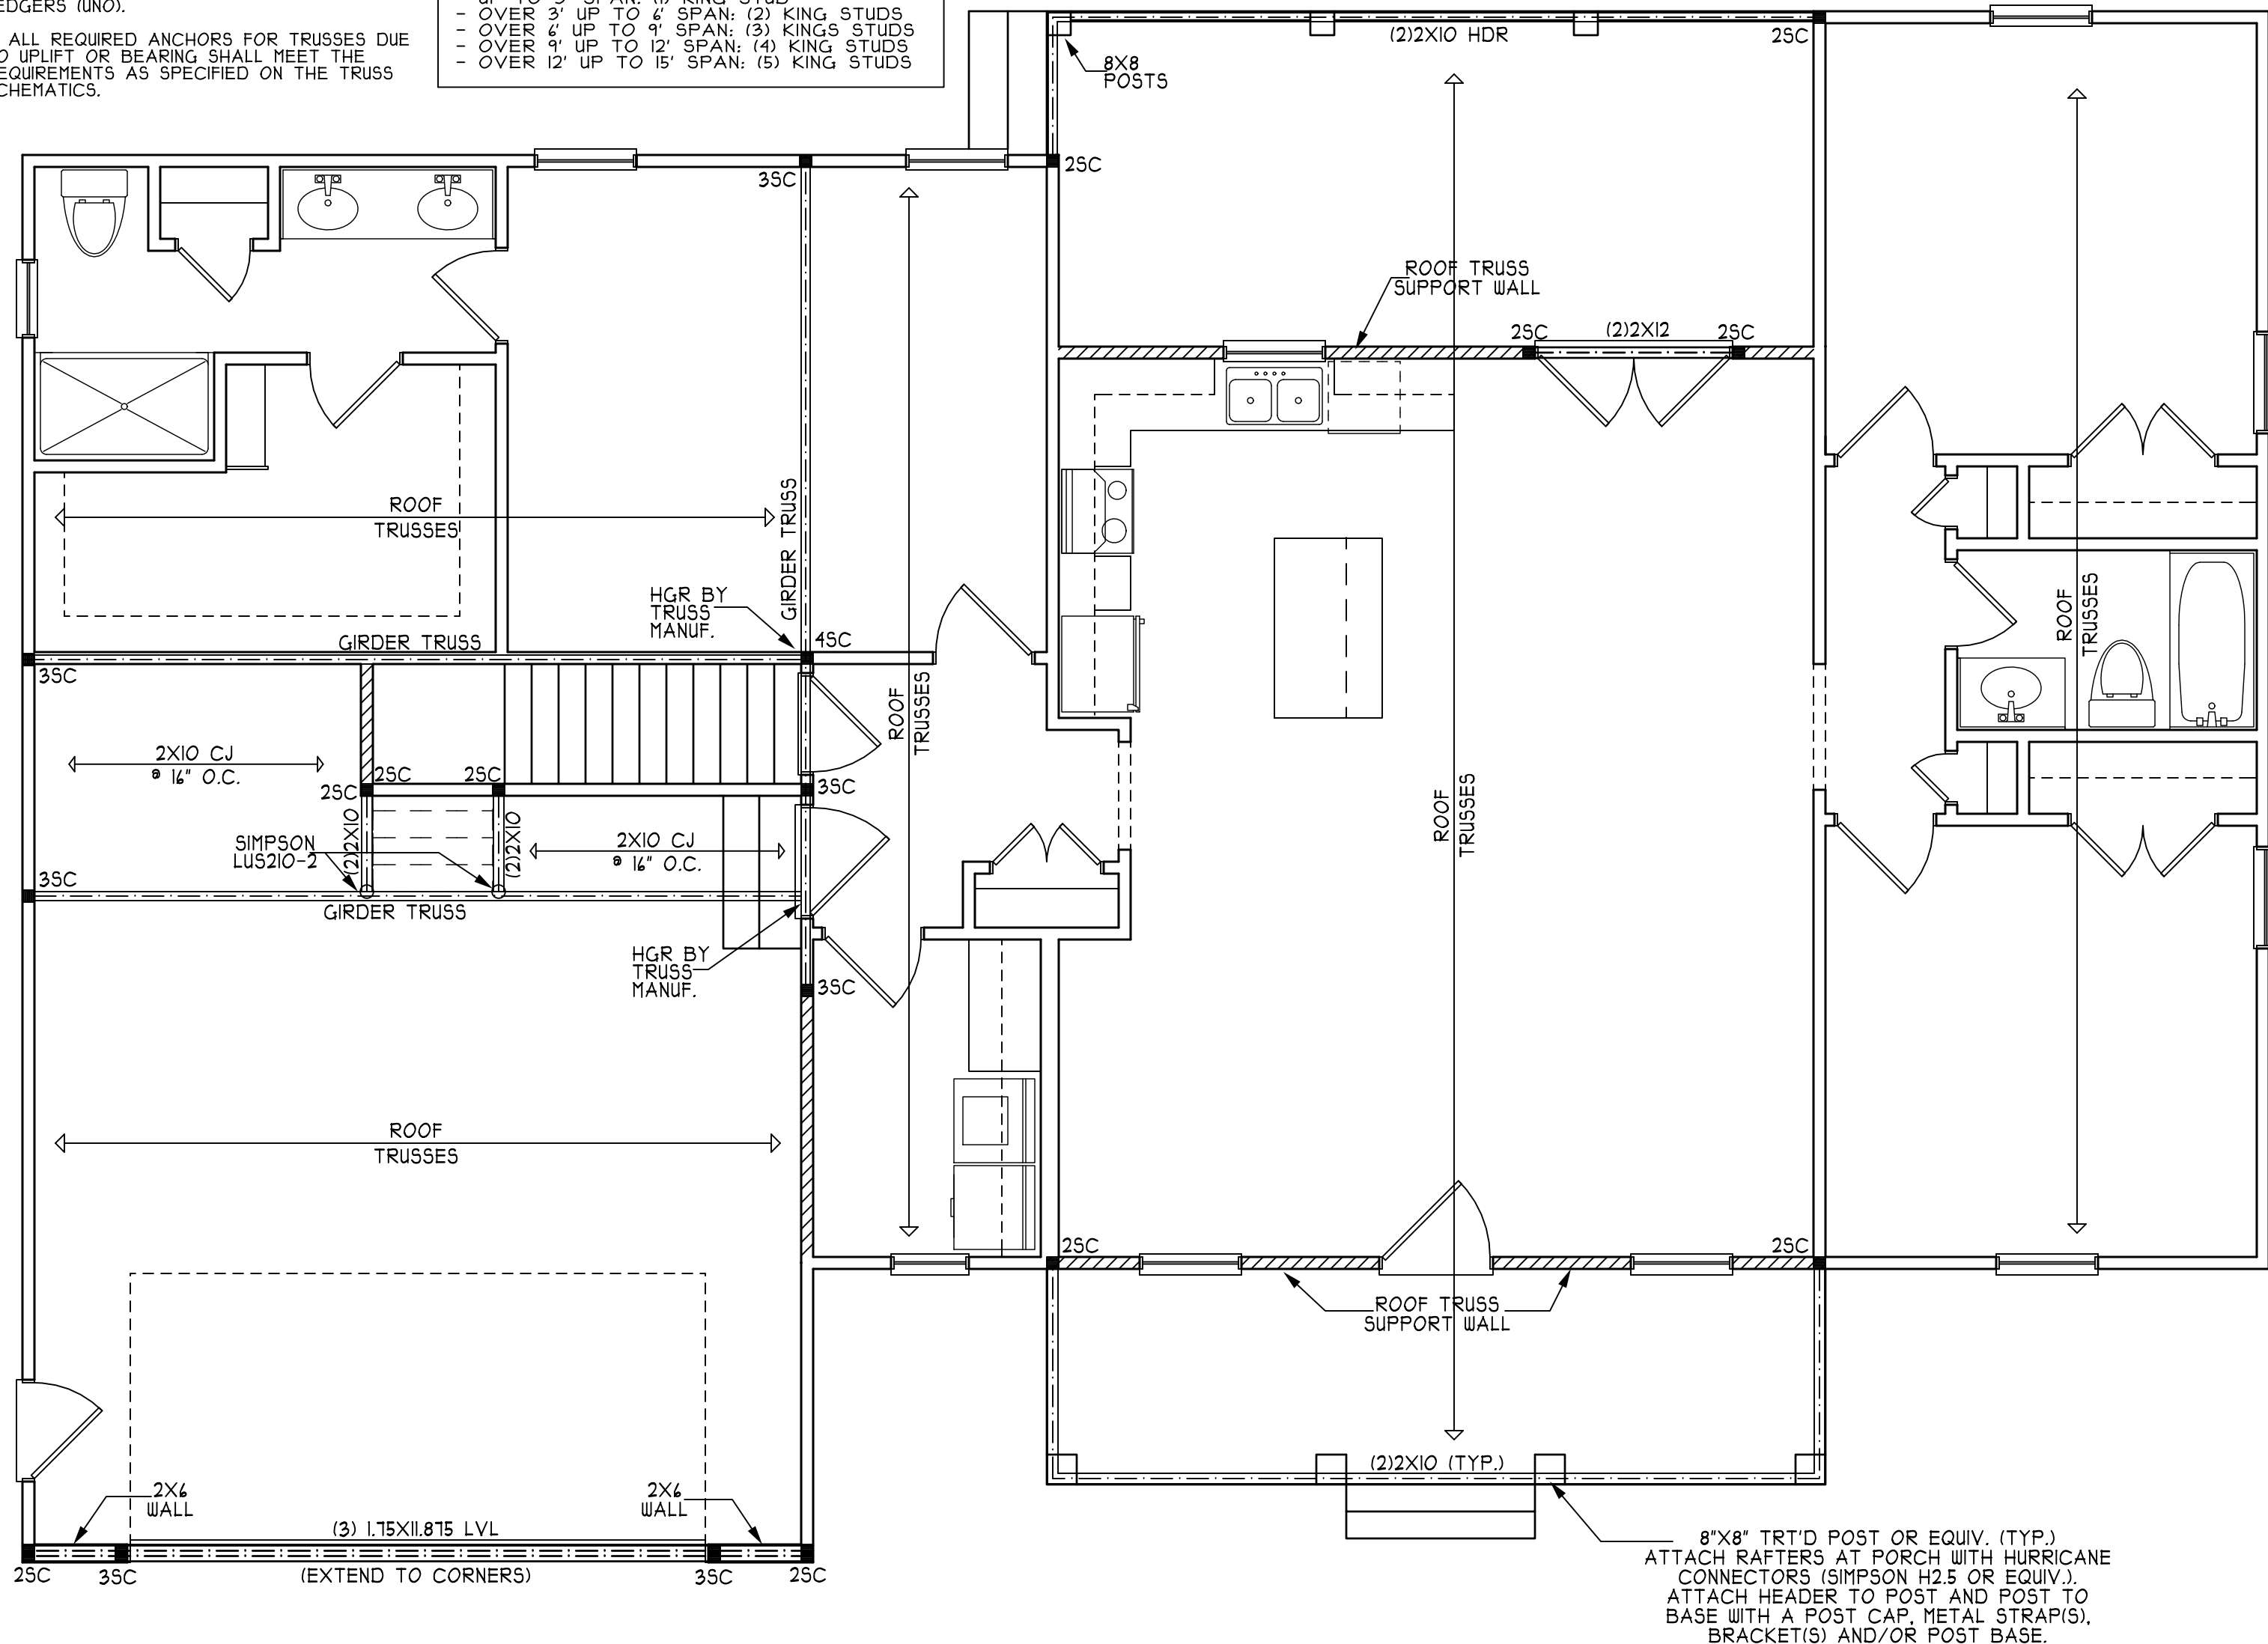 EDGERS (UNO).
ALL REQUIRED ANCHORS FOR TRUSSES DUE
O UPLIFT OR BEARING SHALL MEET THE
EQUIREMENTS AS SPECIFIED ON THE TRUSS
CHEMATICS.
- OVER 3' UP TO 6' SPAN: (2) KING STUDS
- OVER 6' UP TO 9' SPAN: (3) KINGS STUDS
- OVER 9' UP TO 12' SPAN: (4) KING STUDS
- OVER 12' UP TO 15' SPAN: (5) KING STUDS
(2)2X10 HDR
2SC
8X8
POSTS
3SC
2SC
ROOF TRUSS
SUPPORT WALL
2SC
(2)2X12
2SC
ROOF
TRUSSES
GIRDER TRUSS
HGR BY
TRUSS
MANUF.
GIRDER TRUSS
4SC
3SC
ROOF
TRUSSES
ROOF
TRUSSES
ROOF
TRUSSES
2X10 CJ
@ 16" O.C.
2SC
2SC
2SC
3SC
(2)2X10
(2)2X10
SIMPSON
LUS210-2
2X10 CJ
@ 16" O.C.
3SC
GIRDER TRUSS
HGR BY
TRUSS
MANUF.
3SC
ROOF
TRUSSES
2SC
2SC
ROOF TRUSS
SUPPORT WALL
(2)2X10 (TYP.)
2X6
WALL
2X6
WALL
(3) 1.75X11.875 LVL
2SC
3SC
(EXTEND TO CORNERS)
3SC
2SC
8"X8" TRT'D POST OR EQUIV. (TYP.)
ATTACH RAFTERS AT PORCH WITH HURRICANE
CONNECTORS (SIMPSON H2.5 OR EQUIV.).
ATTACH HEADER TO POST AND POST TO
BASE WITH A POST CAP, METAL STRAP(S),
BRACKET(S) AND/OR POST BASE.